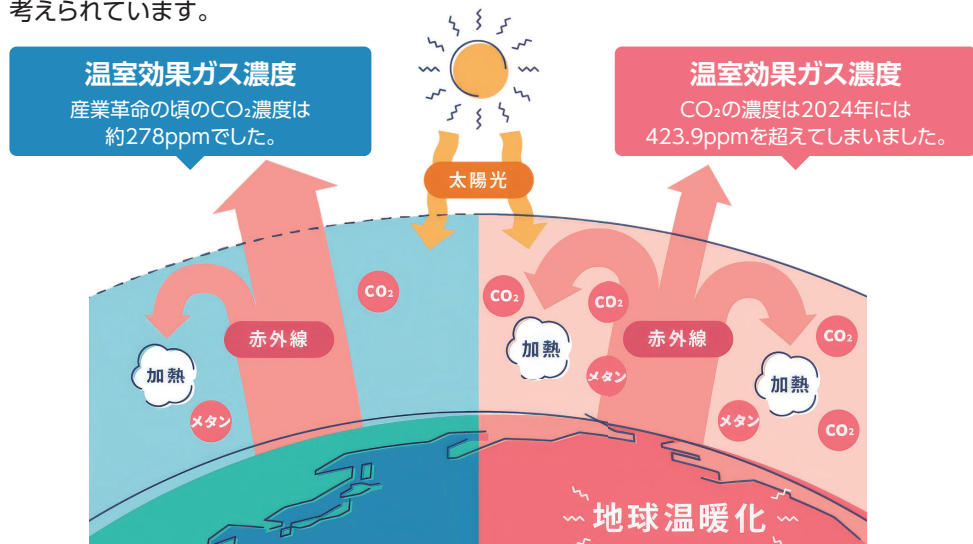 考えられています。
温室効果ガス濃度
産業革命の頃のCO₂濃度は
約278ppmでした。
温室効果ガス濃度
CO₂の濃度は2024年には
423.9ppmを超えてしまいました。
太陽光
CO₂
CO₂
CO₂
赤外線
赤外線
CO₂
加熱
加熱
加熱
メタン
メタン
メタン
CO₂
地球温暖化